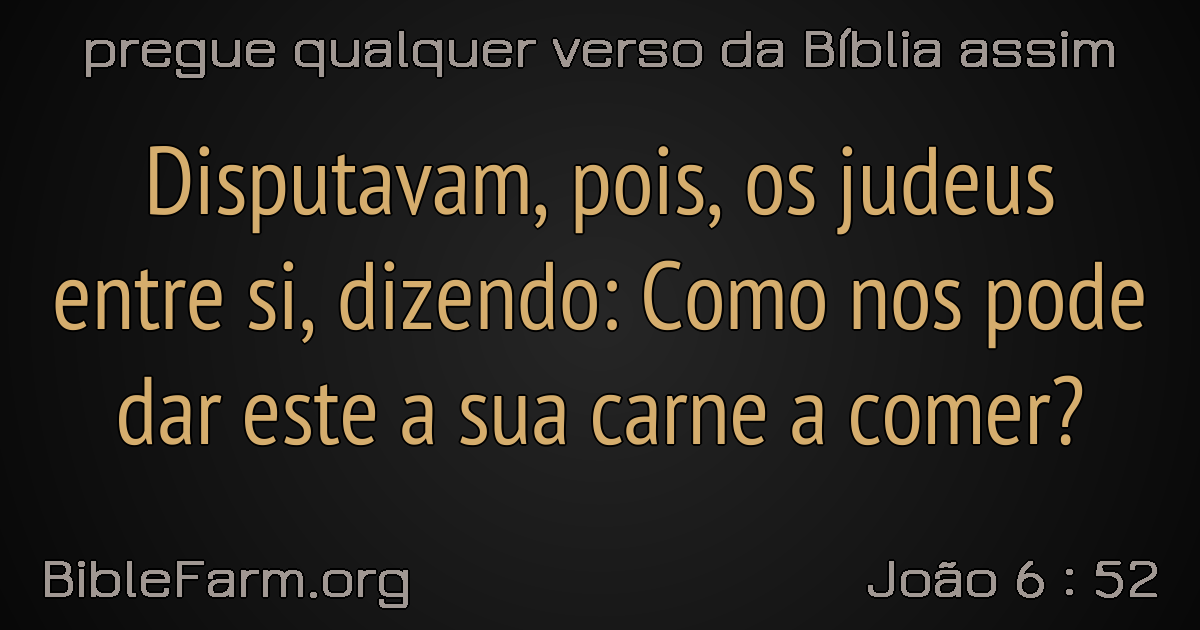 pregue qualquer verso da Bíblia assim
Disputavam, pois, os judeus
entre si, dizendo: Como nos pode
dar este a sua carne a comer?
BibleFarm.org
João 6 : 52